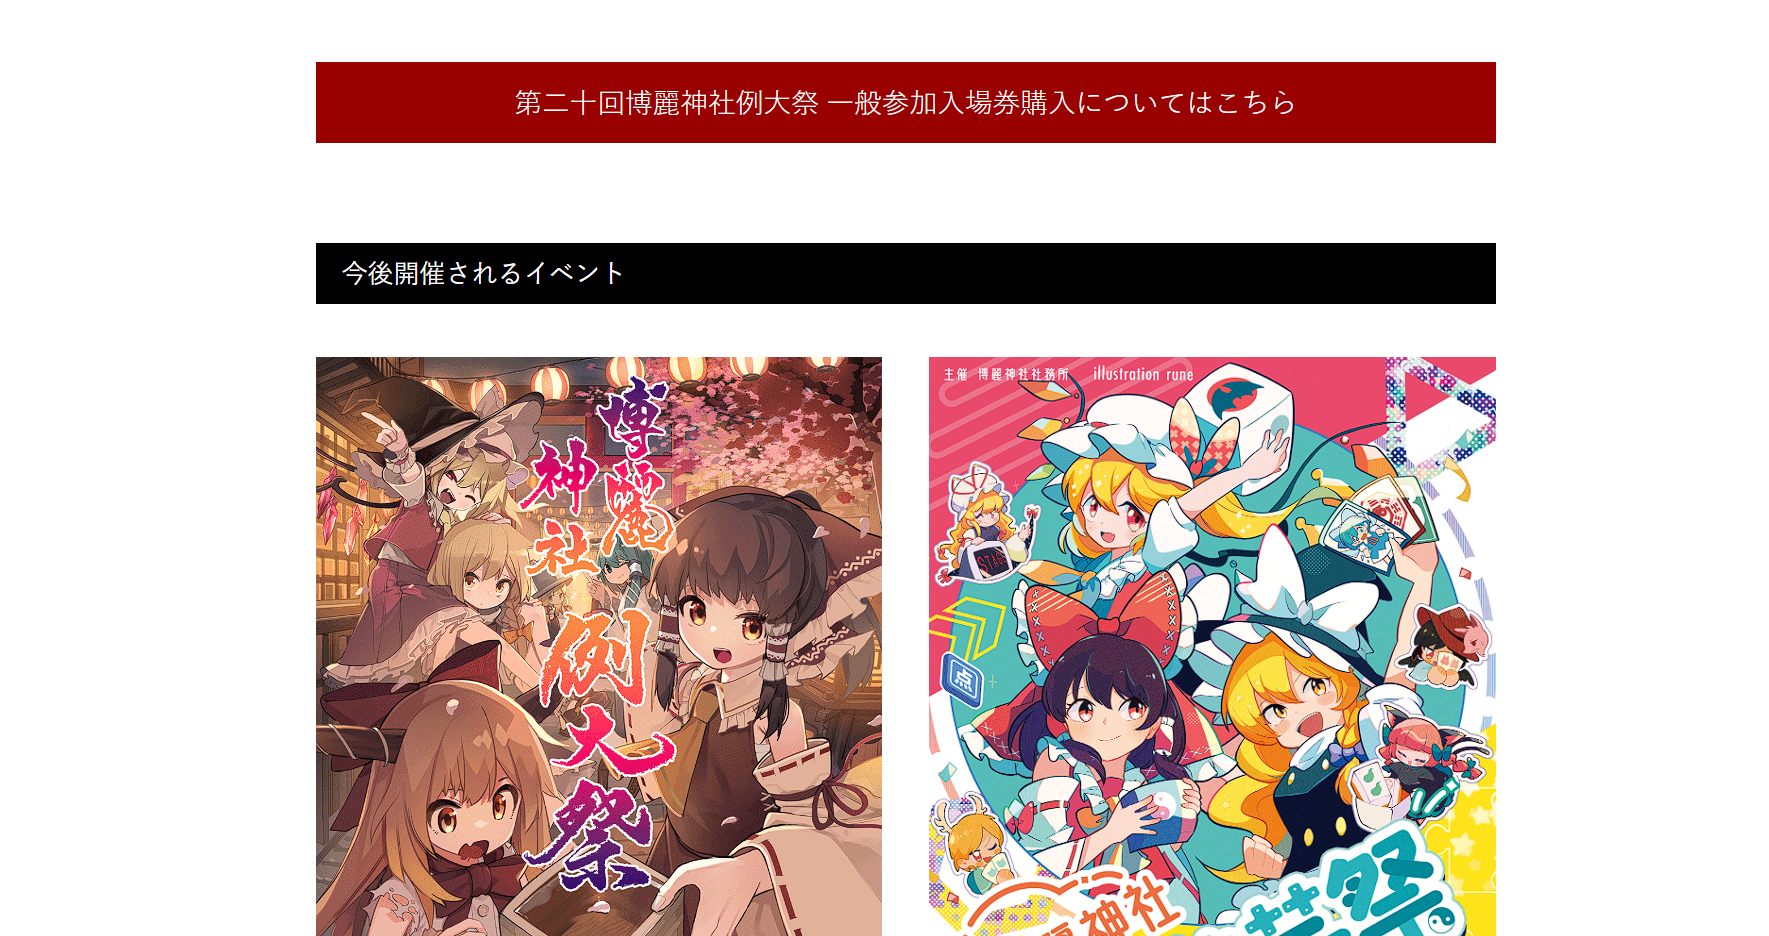 第二十回博麗神社例大祭 一般参加入場券購入についてはこちら
今後開催されるイベント
博麗
神社
例大祭
主催 博麗神社社務所 illustration rune
START
点
神社
祭